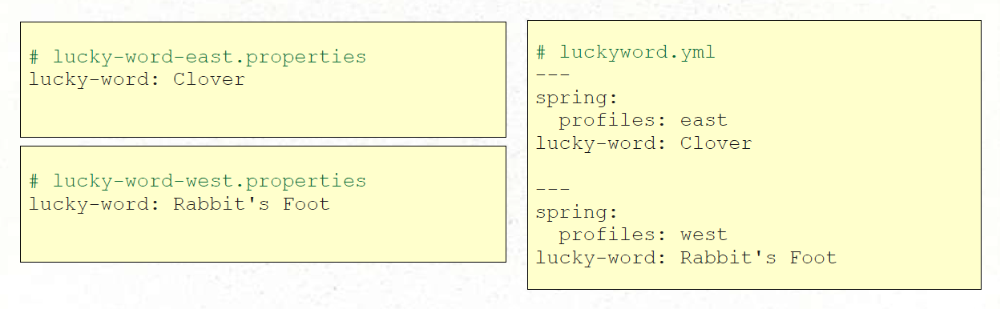 # lucky-word-east.properties
lucky-word: Clover
# lucky-word-west.properties
lucky-word: Rabbit's Foot
# luckyword.yml
---
spring:
  profiles: east
lucky-word: Clover
---
spring:
  profiles: west
lucky-word: Rabbit's Foot